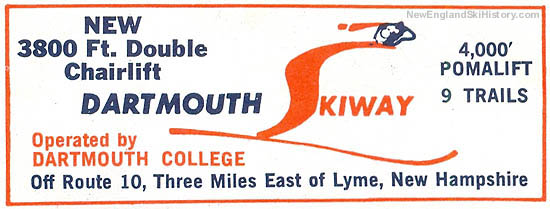 NewEnglandSkiHistory.com
NEW
3800 Ft. Double
Chairlift
4,000'
POMALIFT
9 TRAILS
DARTMOUTH SKIWAY
Operated by
DARTMOUTH COLLEGE
Off Route 10, Three Miles East of Lyme, New Hampshire